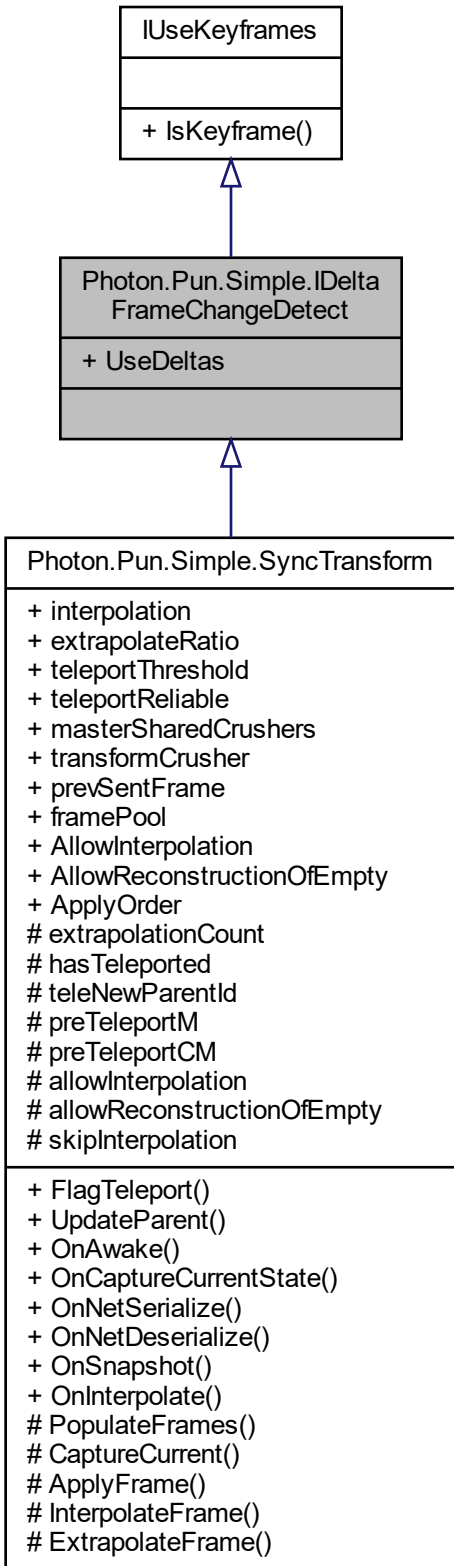 IUseKeyframes
+ IsKeyframe()
Photon.Pun.Simple.IDelta
FrameChangeDetect
+ UseDeltas
Photon.Pun.Simple.SyncTransform
+ interpolation
+ extrapolateRatio
+ teleportThreshold
+ teleportReliable
+ masterSharedCrushers
+ transformCrusher
+ prevSentFrame
+ framePool
+ AllowInterpolation
+ AllowReconstructionOfEmpty
+ ApplyOrder
# extrapolationCount
# hasTeleported
# teleNewParentId
# preTeleportM
# preTeleportCM
# allowInterpolation
# allowReconstructionOfEmpty
# skipInterpolation
+ FlagTeleport()
+ UpdateParent()
+ OnAwake()
+ OnCaptureCurrentState()
+ OnNetSerialize()
+ OnNetDeserialize()
+ OnSnapshot()
+ OnInterpolate()
# PopulateFrames()
# CaptureCurrent()
# ApplyFrame()
# InterpolateFrame()
# ExtrapolateFrame()